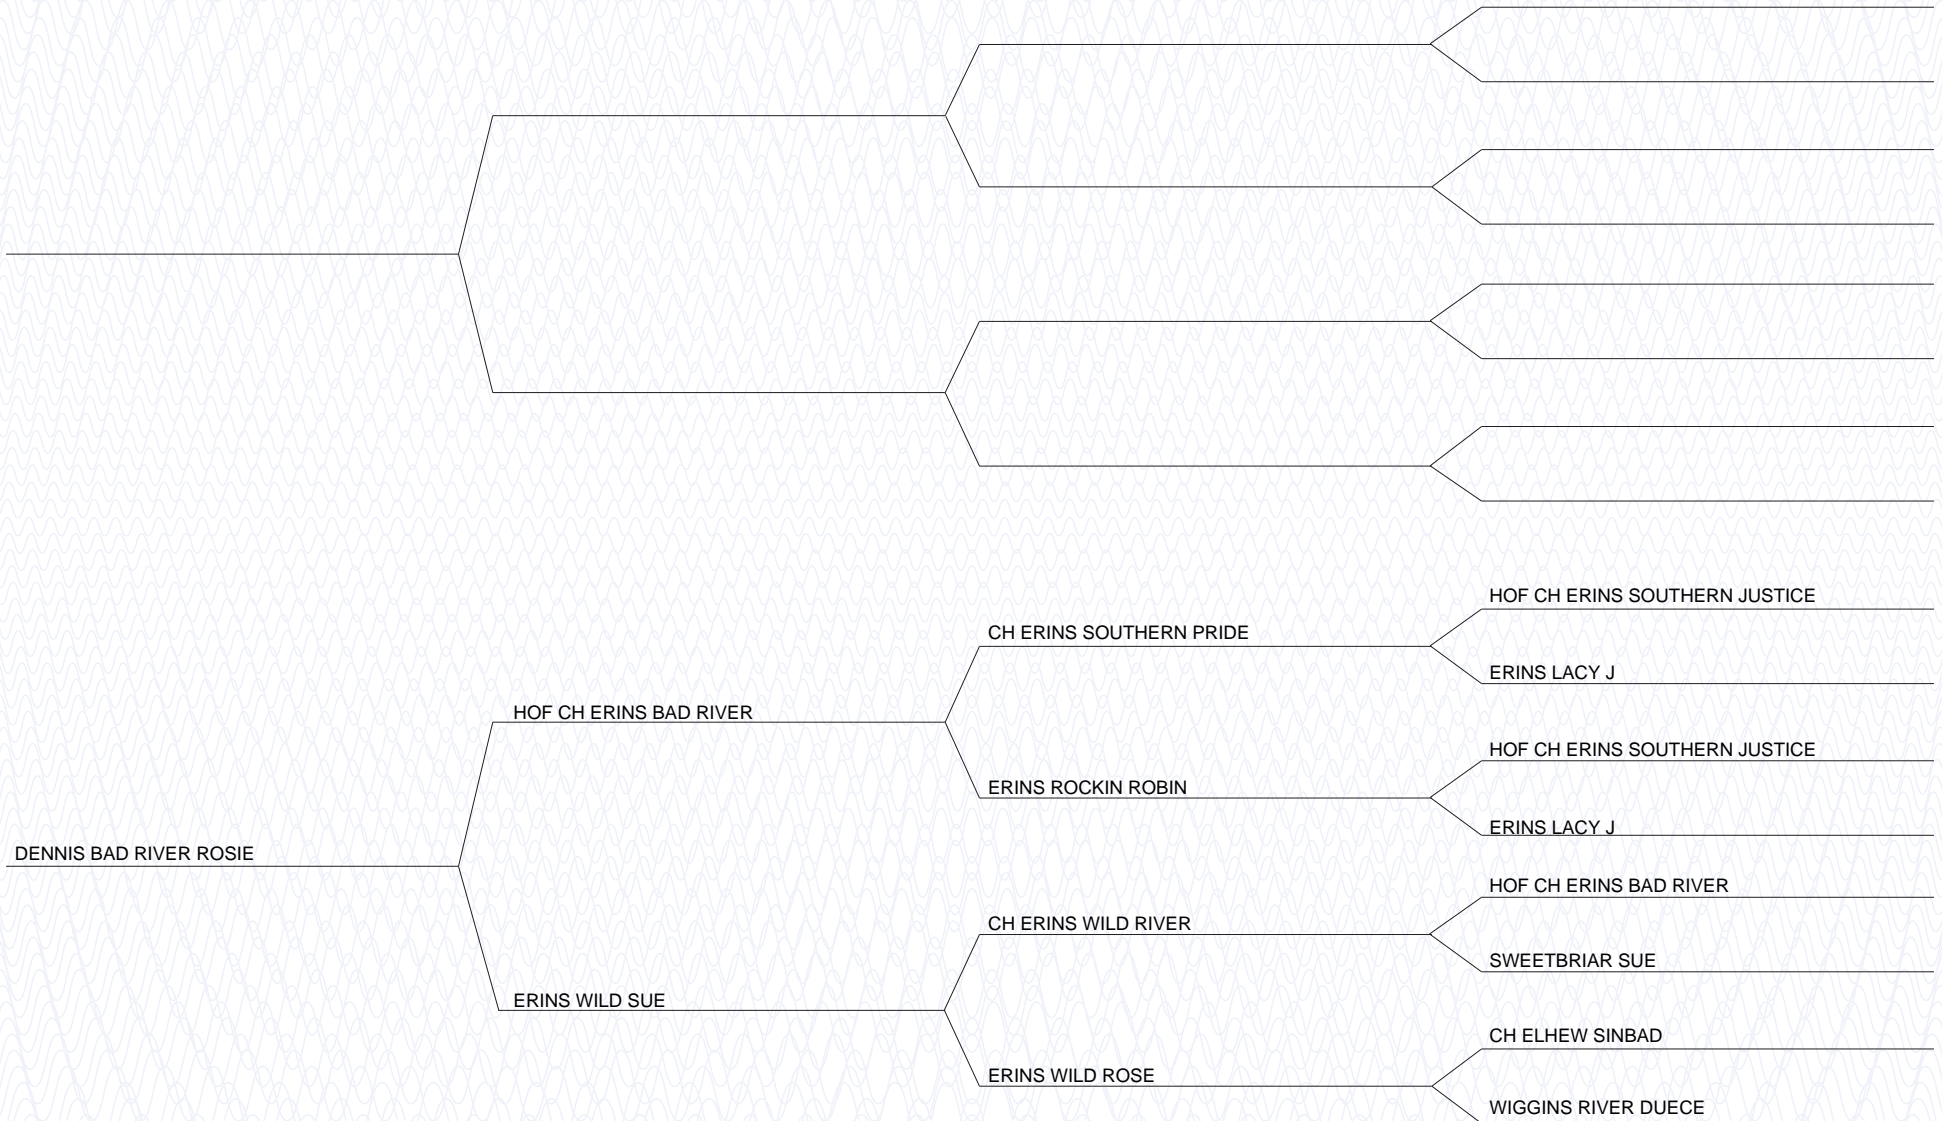 HOF CH ERINS SOUTHERN JUSTICE
CH ERINS SOUTHERN PRIDE
ERINS LACY J
HOF CH ERINS BAD RIVER
HOF CH ERINS SOUTHERN JUSTICE
ERINS ROCKIN ROBIN
ERINS LACY J
DENNIS BAD RIVER ROSIE
HOF CH ERINS BAD RIVER
CH ERINS WILD RIVER
SWEETBRIAR SUE
ERINS WILD SUE
CH ELHEW SINBAD
ERINS WILD ROSE
WIGGINS RIVER DUECE